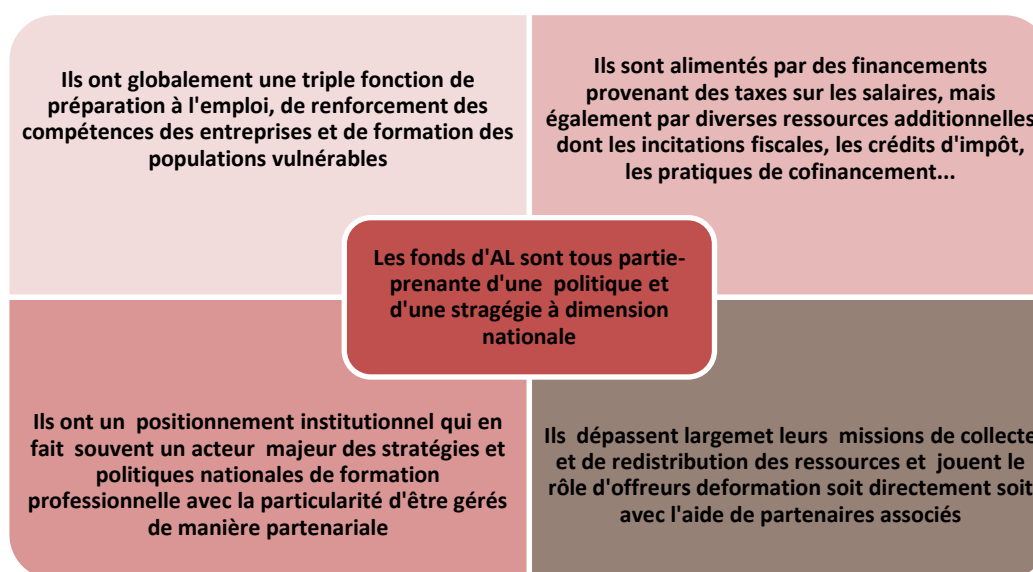 Ils ont globalement une triple fonction de
préparation à l'emploi, de renforcement des
compétences des entreprises et de formation des
populations vulnérables
Ils sont alimentés par des financements
provenant des taxes sur les salaires, mais
également par diverses ressources additionnelles
dont les incitations fiscales, les crédits d'impôt,
les pratiques de cofinancement...
Les fonds d'AL sont tous partie-
prenante d'une politique et
d'une stragégie à dimension
nationale
Ils ont un positionnement institutionnel qui en
fait souvent un acteur majeur des stratégies et
politiques nationales de formation
professionnelle avec la particularité d'être gérés
de manière partenariale
Ils dépassent largemet leurs missions de collecte
et de redistribution des ressources et jouent le
rôle d'offreurs deformation soit directement soit
avec l'aide de partenaires associés